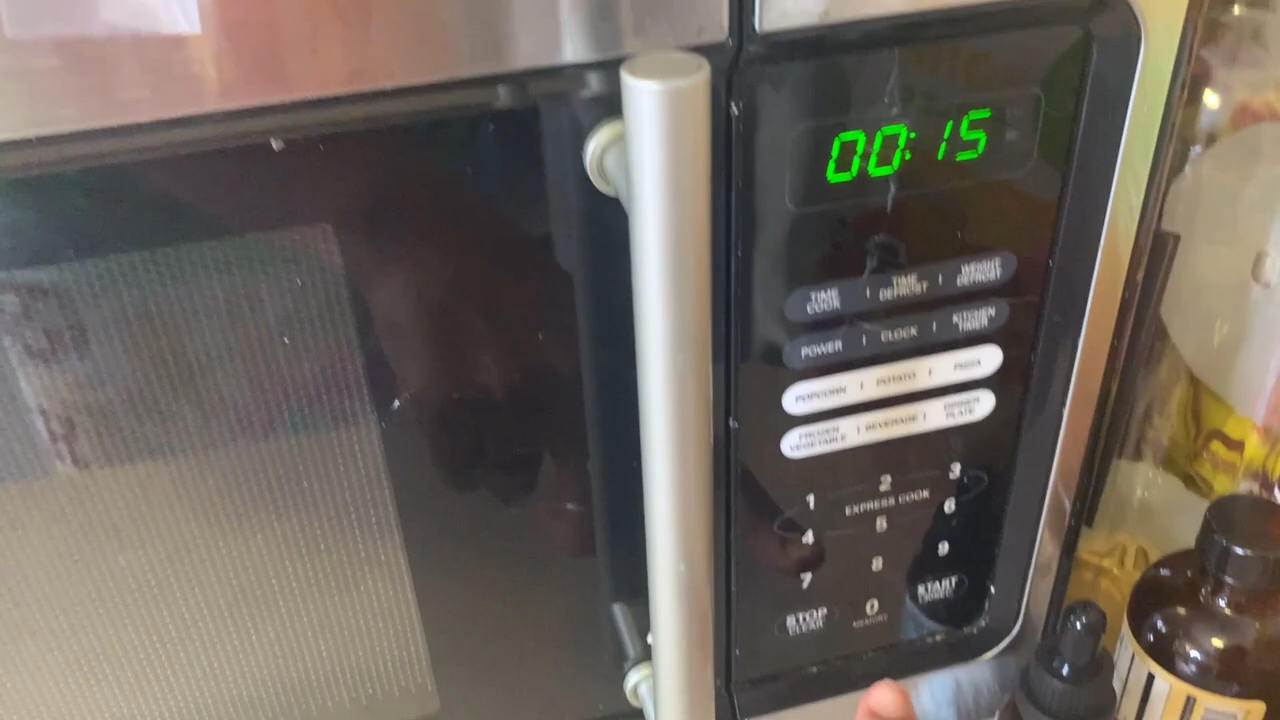 00:15
TIME COOK | TIME DEFROST | WEIGHT DEFROST
POWER | CLOCK | KITCHEN TIMER
POPCORN | POTATO | PIZZA
FROZEN VEGETABLE | BEVERAGE | DINNER PLATE
1 2 3
EXPRESS COOK
4 5 6
7 8 9
STOP CLEAR 0 MEMORY START +30SEC.